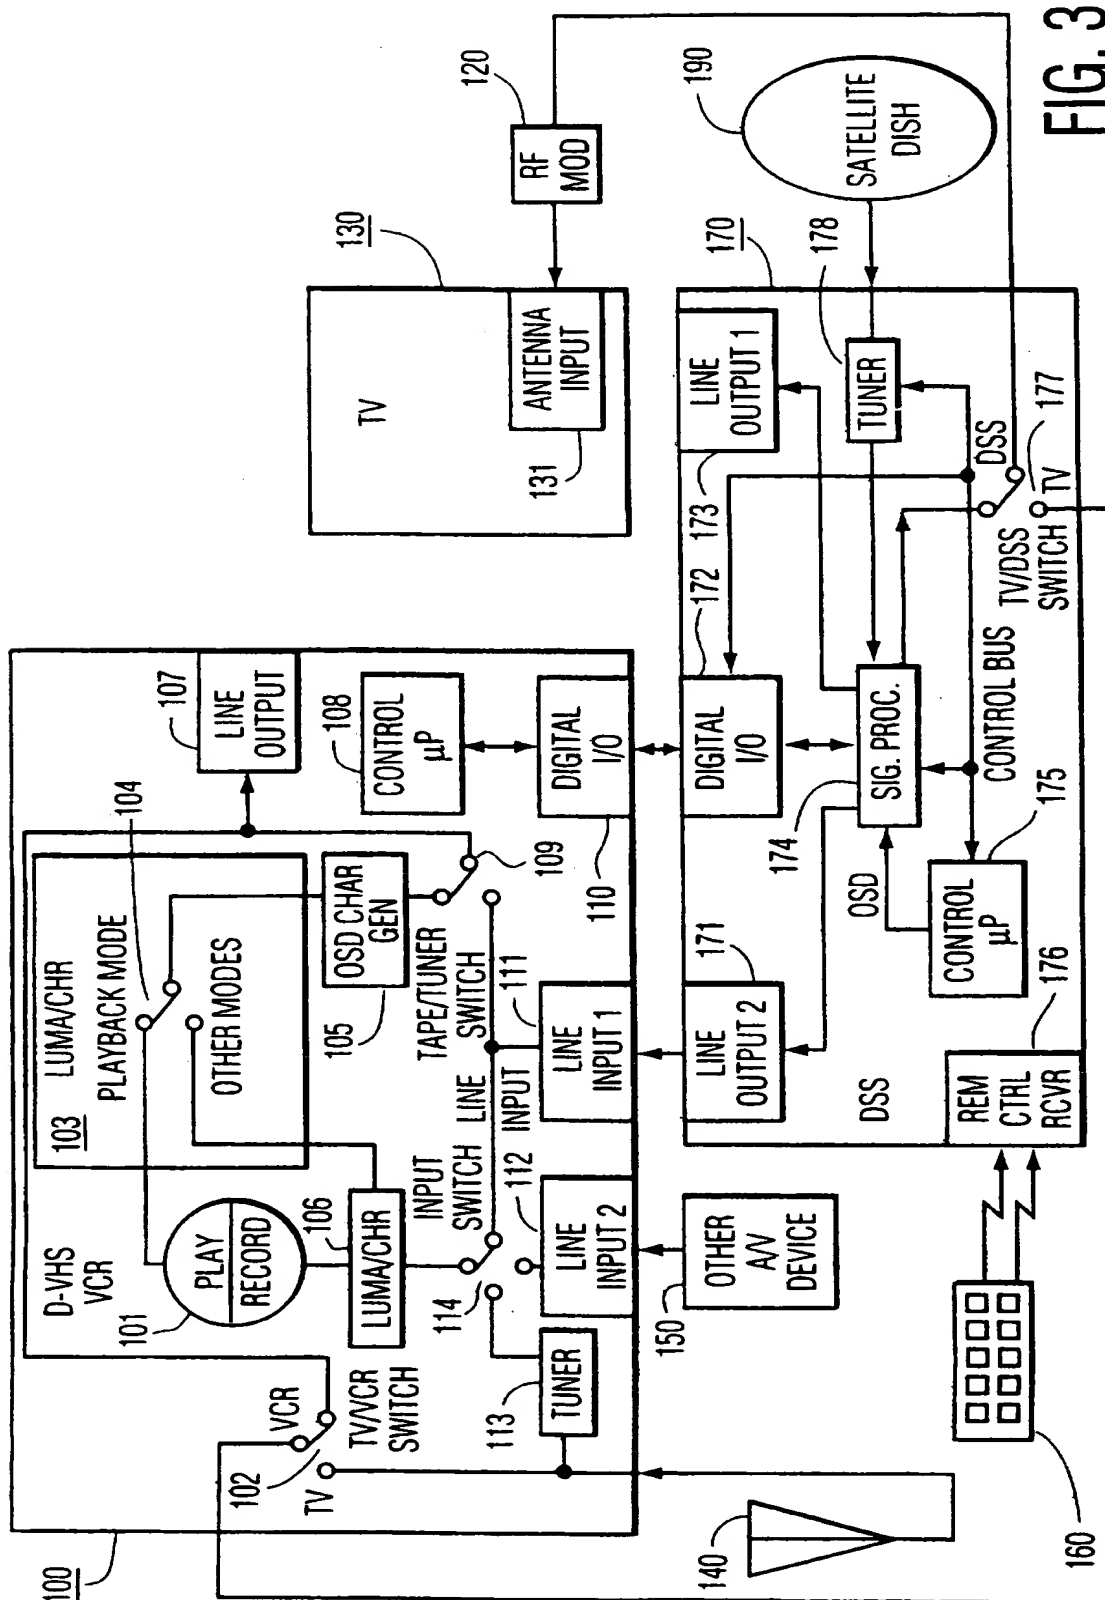 100
D-VHS
VCR
101
PLAY
RECORD
103
LUMA/CHR
PLAYBACK MODE
104
OTHER MODES
107
LINE
OUTPUT
VCR
102
TV
TV/VCR
SWITCH
106
LUMA/CHR
105
OSD CHAR
GEN
108
CONTROL
µP
109
TAPE/TUNER
LINE SWITCH
INPUT
SWITCH
114
113
TUNER
112
LINE
INPUT 2
INPUT
111
LINE
INPUT 1
110
DIGITAL
I/O
130
TV
131
ANTENNA
INPUT
120
RF
MOD
140
150
OTHER
A/V
DEVICE
160
170
DSS
171
LINE
OUTPUT 2
172
DIGITAL
I/O
173
LINE
OUTPUT 1
174
SIG. PROC.
OSD
175
CONTROL
µP
176
REM
CTRL
RCVR
CONTROL BUS
TV/DSS
SWITCH
DSS
TV
177
178
TUNER
190
SATELLITE
DISH
FIG. 3